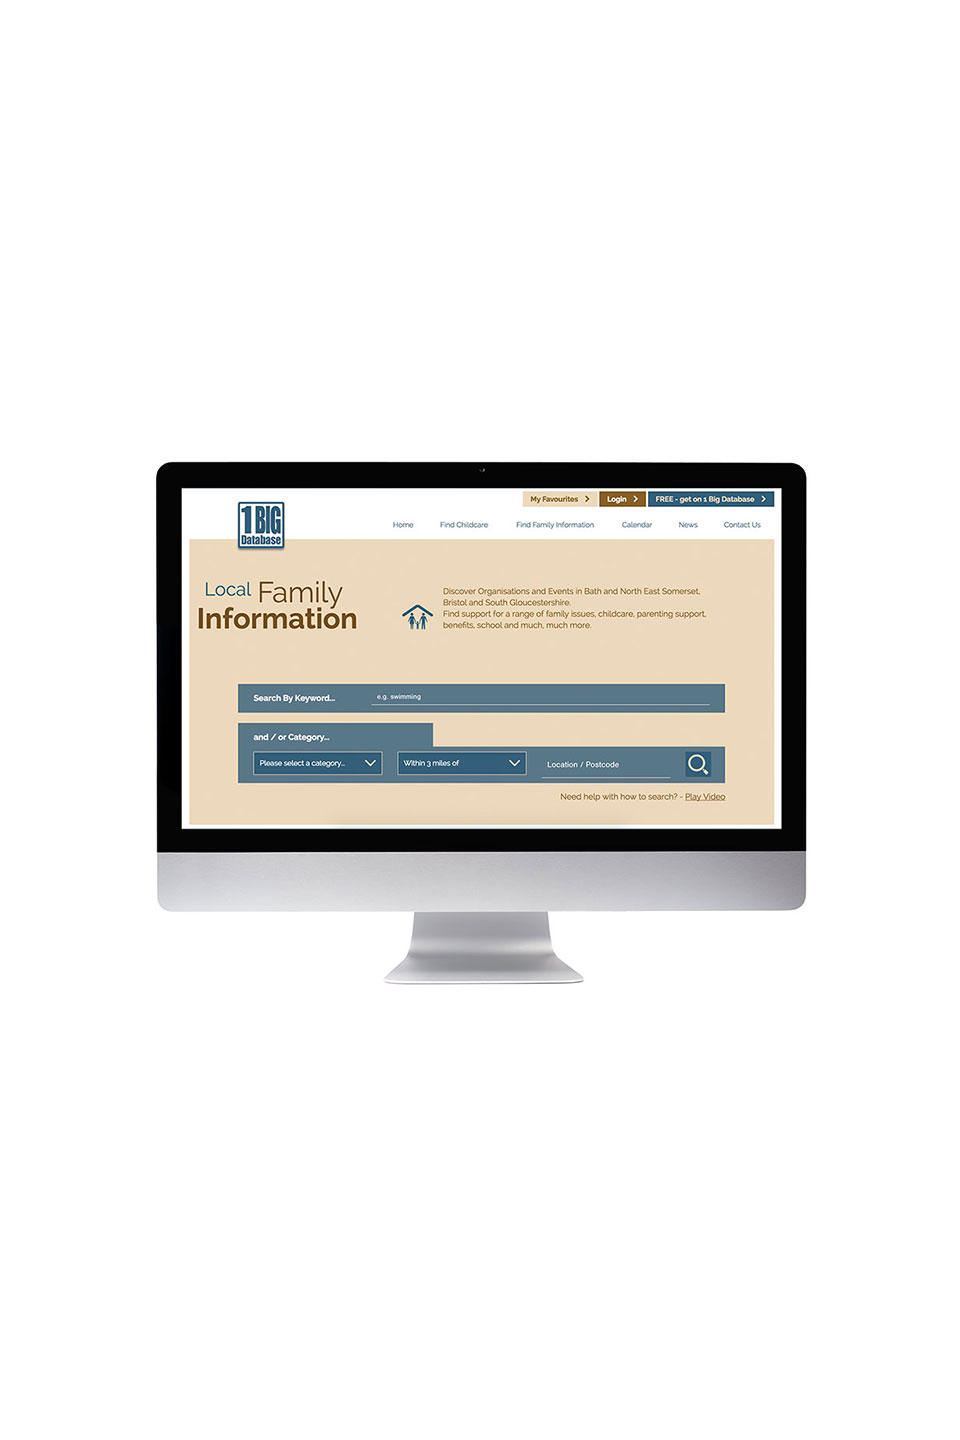 My Favourites
Login
FREE - get on 1 Big Database
1 BIG
Database
Home
Find Childcare
Find Family Information
Calendar
News
Contact Us
Local Family
Information
Discover Organisations and Events in Bath and North East Somerset,
Bristol and South Gloucestershire.
Find support for a range of family issues, childcare, parenting support,
benefits, school and much, much more.
Search By Keyword...
e.g. swimming
and / or Category...
Please select a category...
Within 3 miles of
Location / Postcode
Need help with how to search? - Play Video